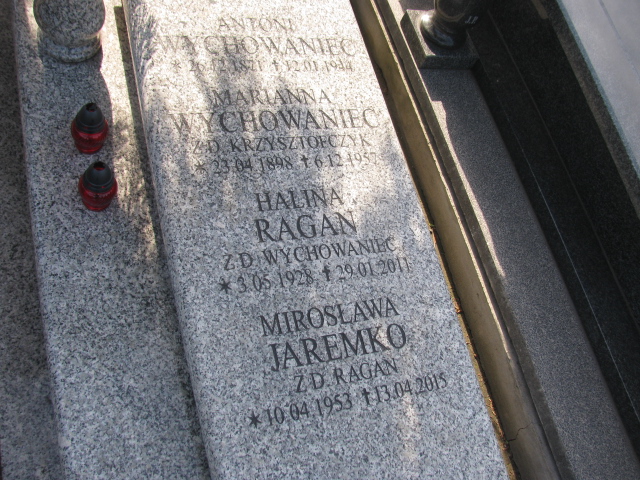 ANTONI
WYCHOWANIEC
MARIANNA
WYCHOWANIEC
Z D. KRZYSZTOFCZYK
* 23.04.1898 † 6.12.1957
HALINA
RAGAN
Z D. WYCHOWANIEC
* 3.05.1928 † 29.01.2011
MIROSŁAWA
JAREMKO
Z D. RAGAN
* 10.04.1953 † 13.04.2015